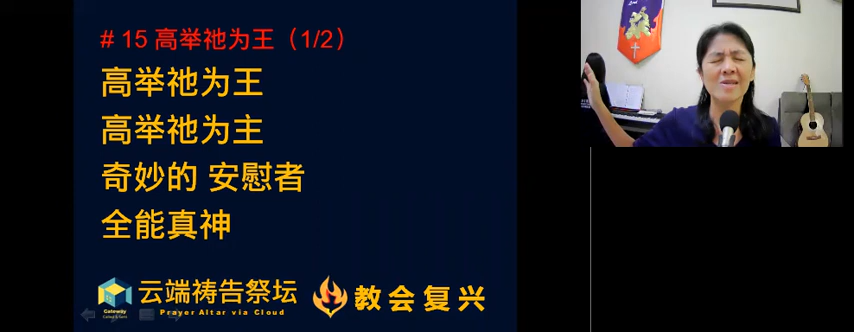 # 15 高举祂为王（1/2）
高举祂为王
高举祂为主
奇妙的 安慰者
全能真神
云端祷告祭坛
Prayer Altar via Cloud
Gateway
教会复兴